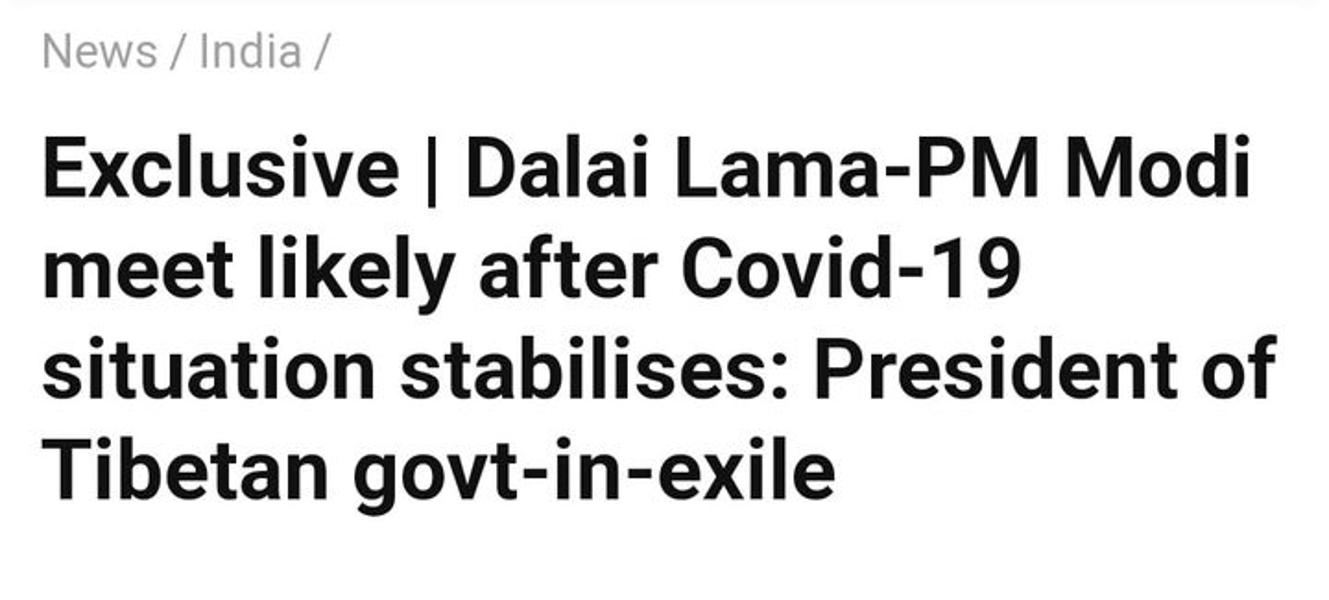 News / India /
Exclusive | Dalai Lama-PM Modi
meet likely after Covid-19
situation stabilises: President of
Tibetan govt-in-exile